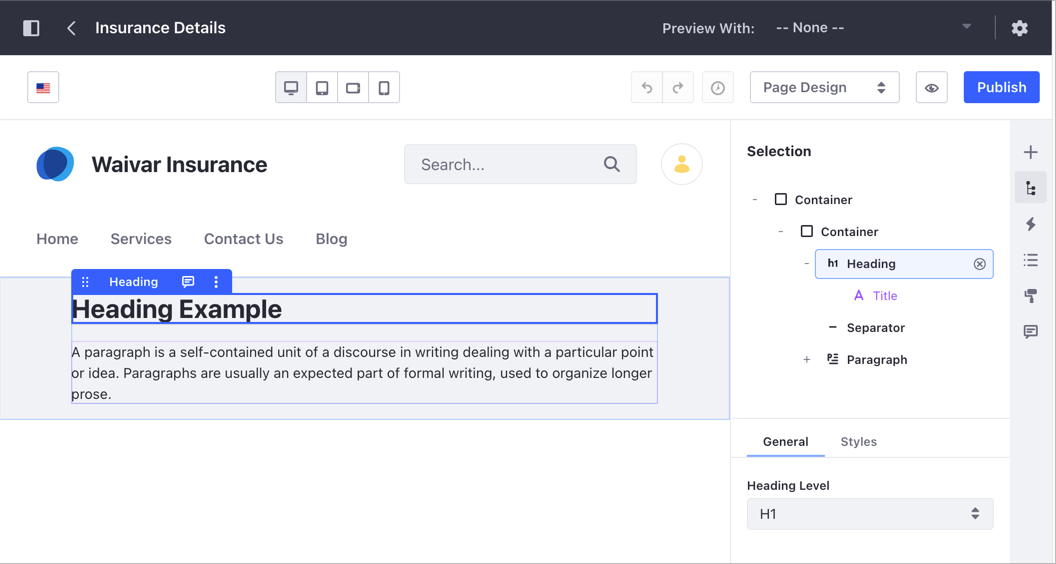 Insurance Details
Preview With: -- None --
Page Design
Publish
Waivar Insurance
Search...
Home Services Contact Us Blog
Heading
Heading Example
A paragraph is a self-contained unit of a discourse in writing dealing with a particular point
or idea. Paragraphs are usually an expected part of formal writing, used to organize longer
prose.
Selection
- Container
- Container
- h1 Heading
A Title
Separator
+ Paragraph
General Styles
Heading Level
H1